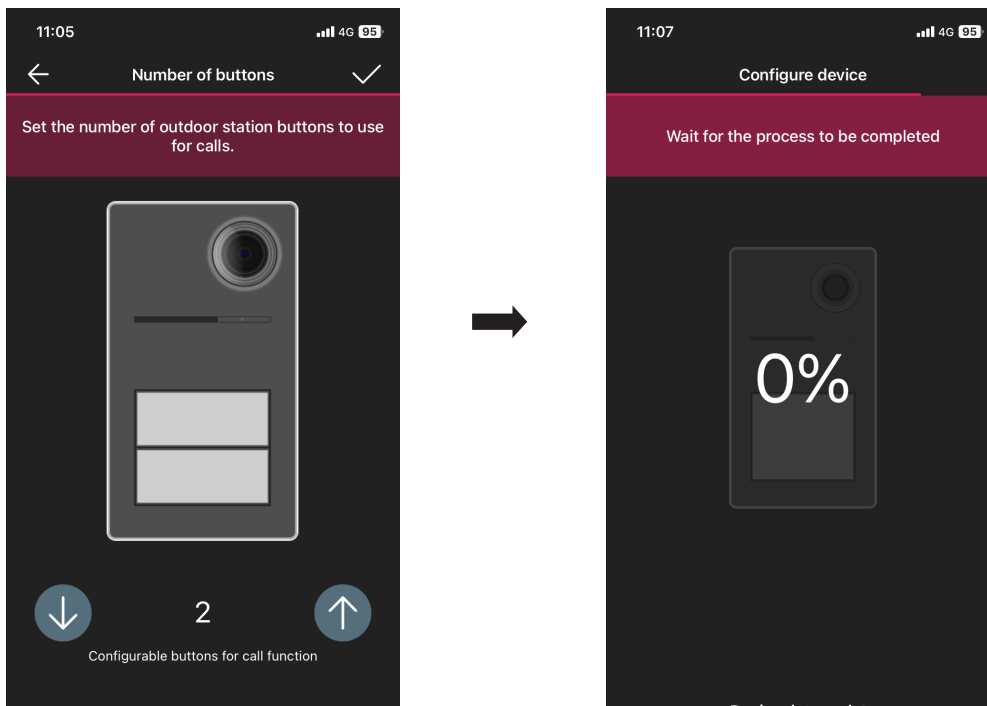 11:05
4G 95
Number of buttons
Set the number of outdoor station buttons to use
for calls.
2
Configurable buttons for call function
11:07
4G 95
Configure device
Wait for the process to be completed
0%